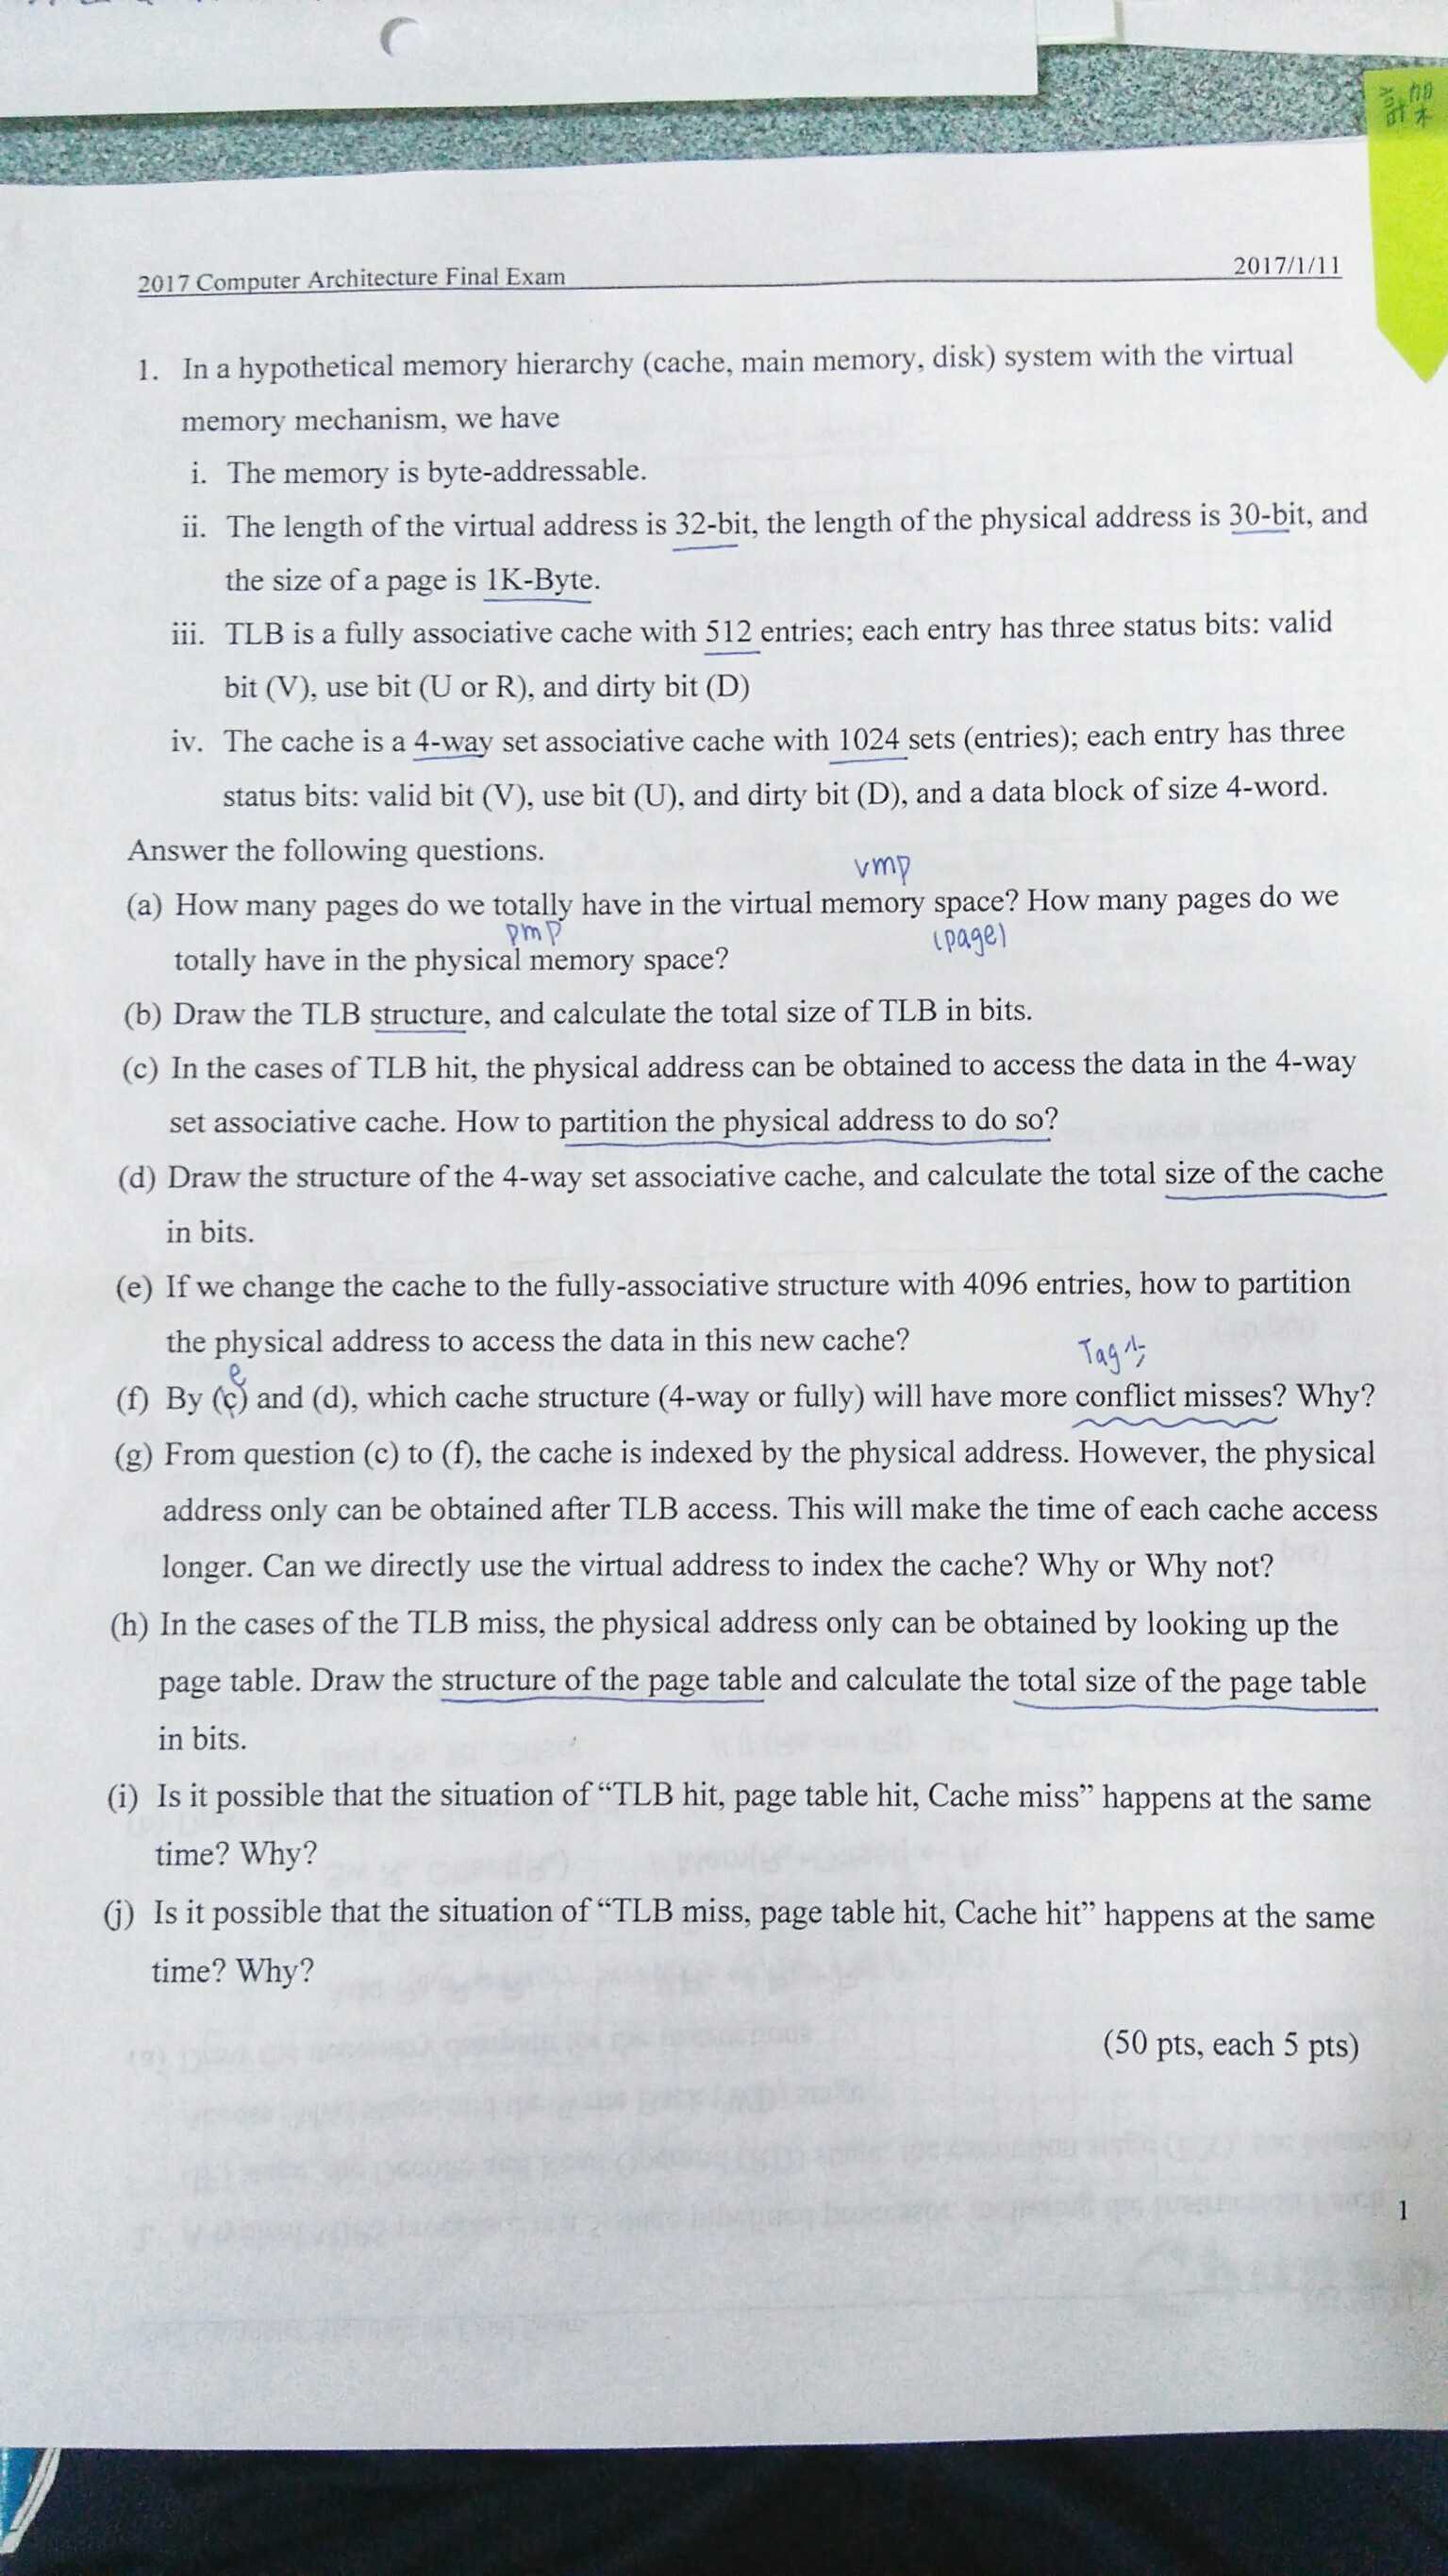 計架
2017 Computer Architecture Final Exam 2017/1/11
1. In a hypothetical memory hierarchy (cache, main memory, disk) system with the virtual
memory mechanism, we have
i. The memory is byte-addressable.
ii. The length of the virtual address is 32-bit, the length of the physical address is 30-bit, and
the size of a page is 1K-Byte.
iii. TLB is a fully associative cache with 512 entries; each entry has three status bits: valid
bit (V), use bit (U or R), and dirty bit (D)
iv. The cache is a 4-way set associative cache with 1024 sets (entries); each entry has three
status bits: valid bit (V), use bit (U), and dirty bit (D), and a data block of size 4-word.
Answer the following questions.
vmp
(a) How many pages do we totally have in the virtual memory space? How many pages do we
pmp (page)
totally have in the physical memory space?
(b) Draw the TLB structure, and calculate the total size of TLB in bits.
(c) In the cases of TLB hit, the physical address can be obtained to access the data in the 4-way
set associative cache. How to partition the physical address to do so?
(d) Draw the structure of the 4-way set associative cache, and calculate the total size of the cache
in bits.
(e) If we change the cache to the fully-associative structure with 4096 entries, how to partition
the physical address to access the data in this new cache?
e Tag
(f) By (c) and (d), which cache structure (4-way or fully) will have more conflict misses? Why?
(g) From question (c) to (f), the cache is indexed by the physical address. However, the physical
address only can be obtained after TLB access. This will make the time of each cache access
longer. Can we directly use the virtual address to index the cache? Why or Why not?
(h) In the cases of the TLB miss, the physical address only can be obtained by looking up the
page table. Draw the structure of the page table and calculate the total size of the page table
in bits.
(i) Is it possible that the situation of “TLB hit, page table hit, Cache miss” happens at the same
time? Why?
(j) Is it possible that the situation of “TLB miss, page table hit, Cache hit” happens at the same
time? Why?
(50 pts, each 5 pts)
1